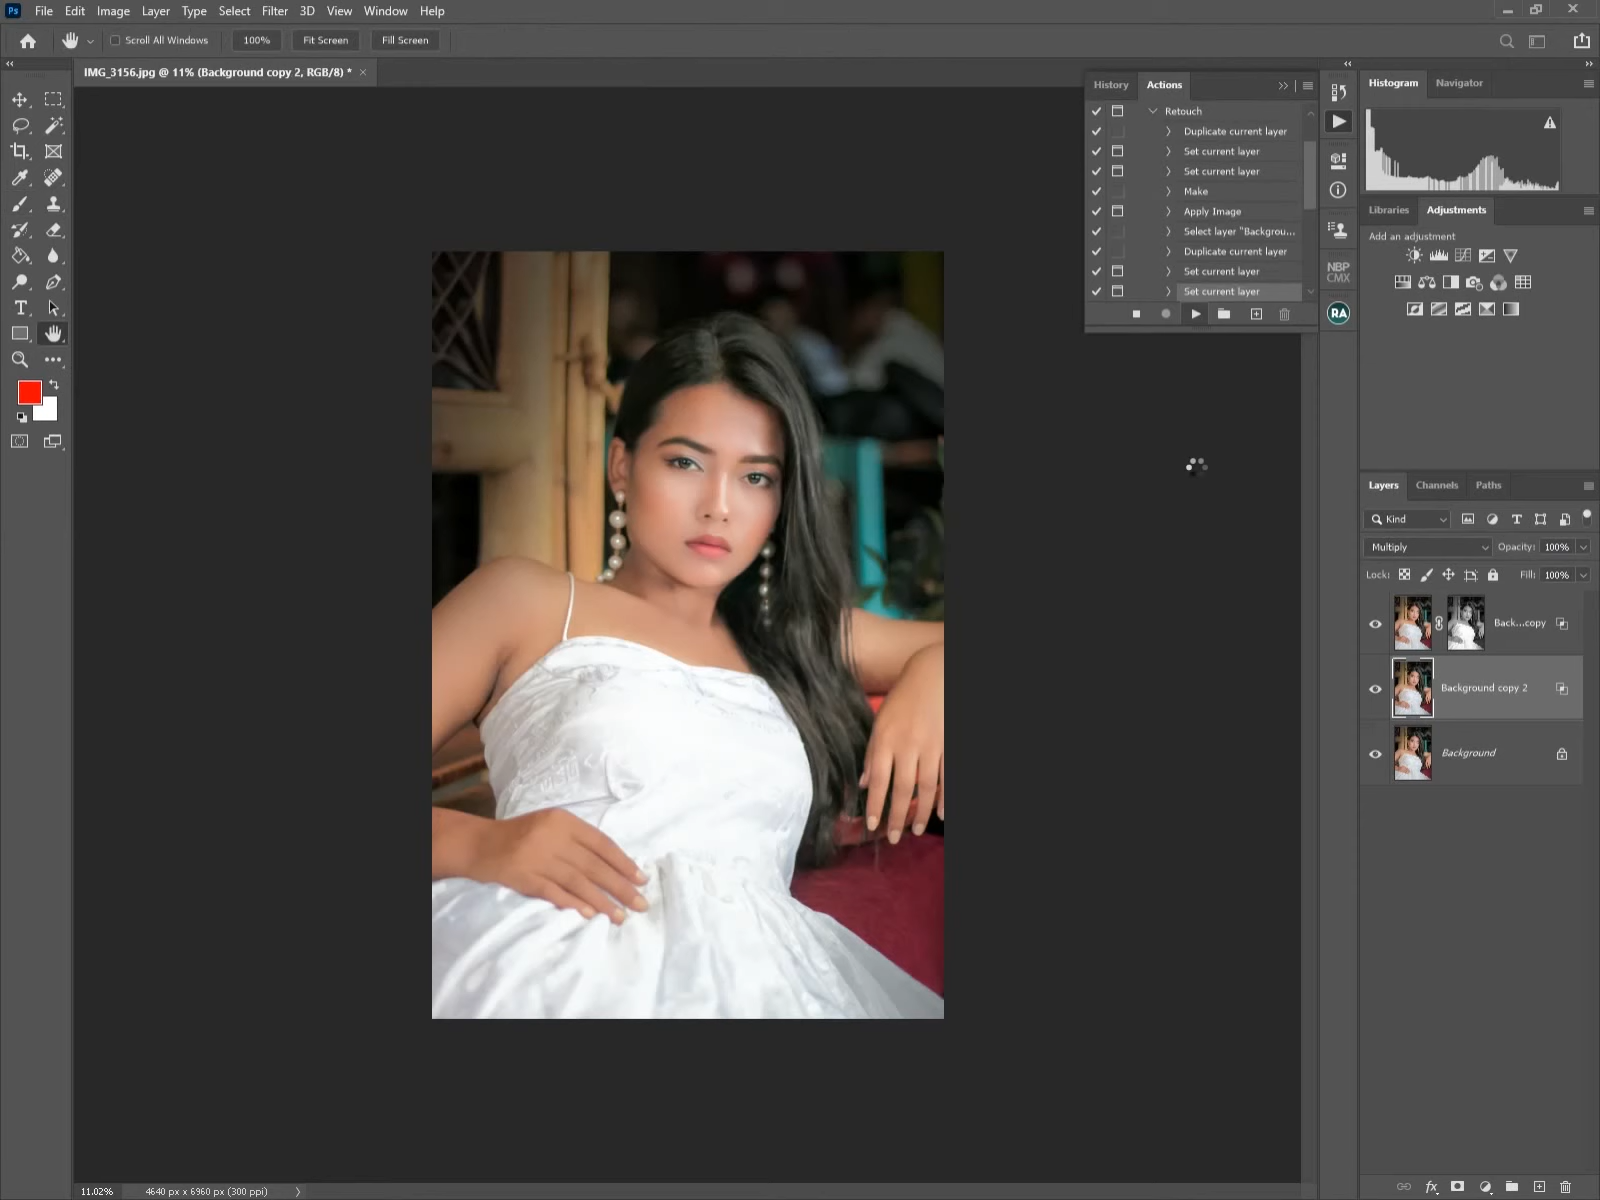 Ps File Edit Image Layer Type Select Filter 3D View Window Help
Scroll All Windows 100% Fit Screen Fill Screen
IMG_3156.jpg @ 11% (Background copy 2, RGB/8) * ×
History Actions
Retouch
Duplicate current layer
Set current layer
Set current layer
Make
Apply Image
Select layer "Backgrou...
Duplicate current layer
Set current layer
Set current layer
NBP
CMX
RA
Histogram Navigator
Libraries Adjustments
Add an adjustment
Layers Channels Paths
Kind
Multiply Opacity: 100%
Lock: Fill: 100%
Back...copy
Background copy 2
Background
fx
11.02% 4640 px x 6960 px (300 ppi)